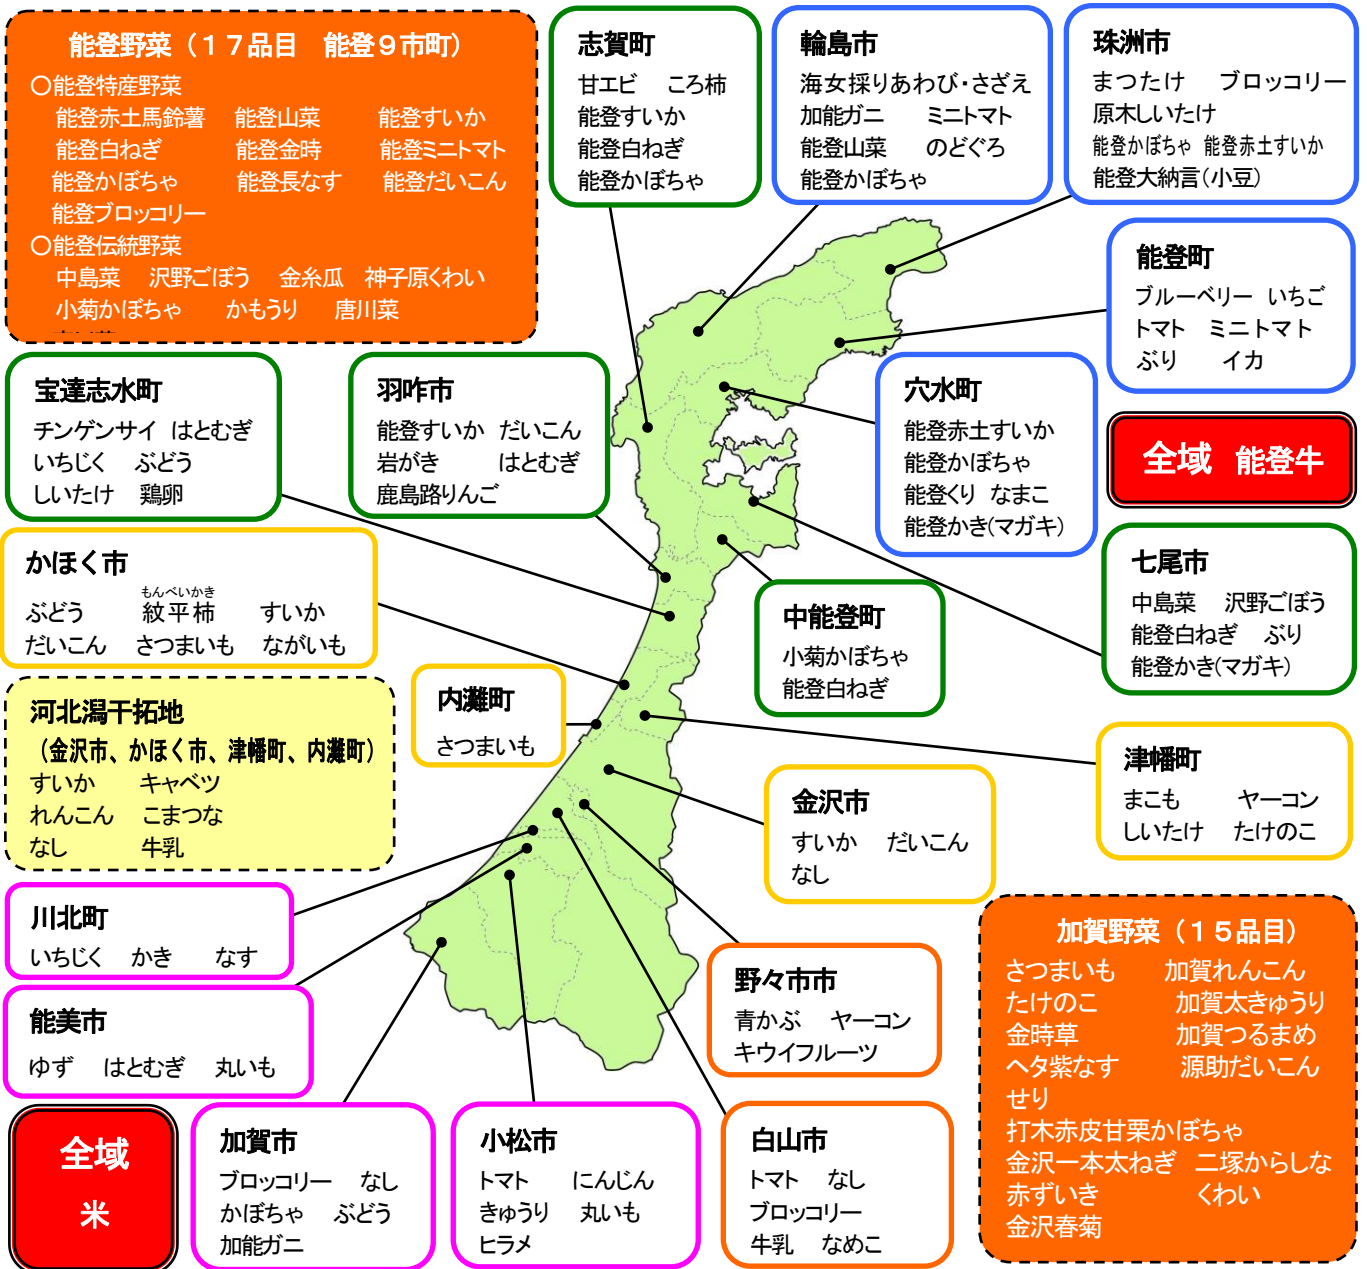 能登野菜（１７品目　能登９市町）
○能登特産野菜
能登赤土馬鈴薯　能登山菜　能登すいか
能登白ねぎ　能登金時　能登ミニトマト
能登かぼちゃ　能登長なす　能登だいこん
能登ブロッコリー
○能登伝統野菜
中島菜　沢野ごぼう　金糸瓜　神子原くわい
小菊かぼちゃ　かもうり　唐川菜
志賀町
甘エビ　ころ柿
能登すいか
能登白ねぎ
能登かぼちゃ
輪島市
海女採りあわび・さざえ
加能ガニ　ミニトマト
能登山菜　のどぐろ
能登かぼちゃ
珠洲市
まつたけ　ブロッコリー
原木しいたけ
能登かぼちゃ　能登赤土すいか
能登大納言(小豆)
能登町
ブルーベリー　いちご
トマト　ミニトマト
ぶり　イカ
宝達志水町
チンゲンサイ　はとむぎ
いちじく　ぶどう
しいたけ　鶏卵
羽咋市
能登すいか　だいこん
岩がき　はとむぎ
鹿島路りんご
穴水町
能登赤土すいか
能登かぼちゃ
能登くり　なまこ
能登かき(マガキ)
全域　能登牛
かほく市
もんぺいかき
ぶどう　紋平柿　すいか
だいこん　さつまいも　ながいも
中能登町
小菊かぼちゃ
能登白ねぎ
七尾市
中島菜　沢野ごぼう
能登白ねぎ　ぶり
能登かき(マガキ)
河北潟干拓地
（金沢市、かほく市、津幡町、内灘町）
すいか　キャベツ
れんこん　こまつな
なし　牛乳
内灘町
さつまいも
金沢市
すいか　だいこん
なし
津幡町
まこも　ヤーコン
しいたけ　たけのこ
川北町
いちじく　かき　なす
能美市
ゆず　はとむぎ　丸いも
野々市市
青かぶ　ヤーコン
キウイフルーツ
加賀野菜（１５品目）
さつまいも　加賀れんこん
たけのこ　加賀太きゅうり
金時草　加賀つるまめ
ヘタ紫なす　源助だいこん
せり
打木赤皮甘栗かぼちゃ
金沢一本太ねぎ　二塚からしな
赤ずいき　くわい
金沢春菊
全域
米
加賀市
ブロッコリー　なし
かぼちゃ　ぶどう
加能ガニ
小松市
トマト　にんじん
きゅうり　丸いも
ヒラメ
白山市
トマト　なし
ブロッコリー
牛乳　なめこ